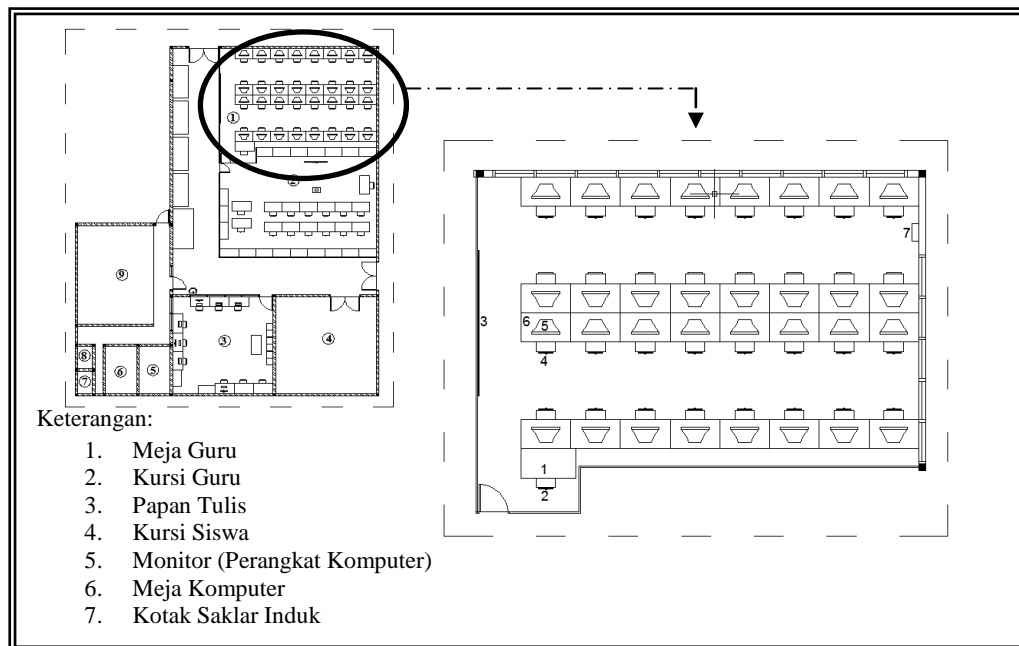 ①
②
⑨
③
④
⑧
⑦
⑥
⑤
7
3
6
5
4
1
2
Keterangan:
1. Meja Guru
2. Kursi Guru
3. Papan Tulis
4. Kursi Siswa
5. Monitor (Perangkat Komputer)
6. Meja Komputer
7. Kotak Saklar Induk